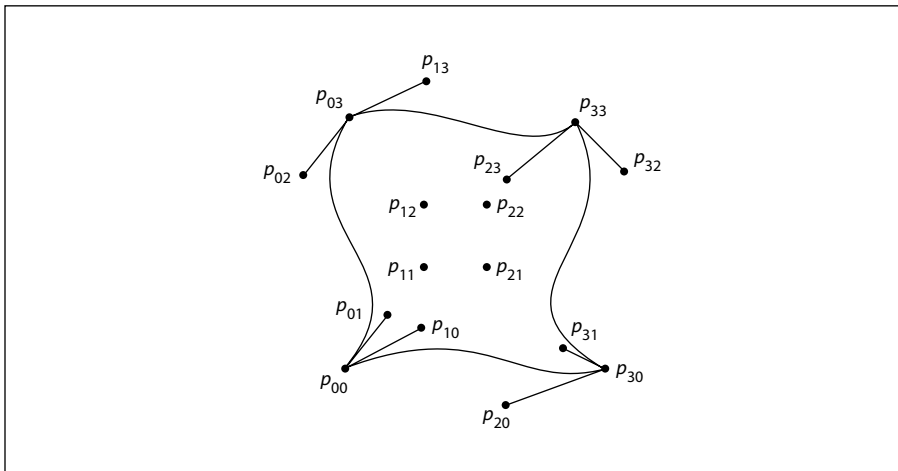 p₁₃
p₀₃
p₃₃
p₂₃
p₃₂
p₀₂
p₁₂
p₂₂
p₁₁
p₂₁
p₀₁
p₁₀
p₃₁
p₀₀
p₃₀
p₂₀